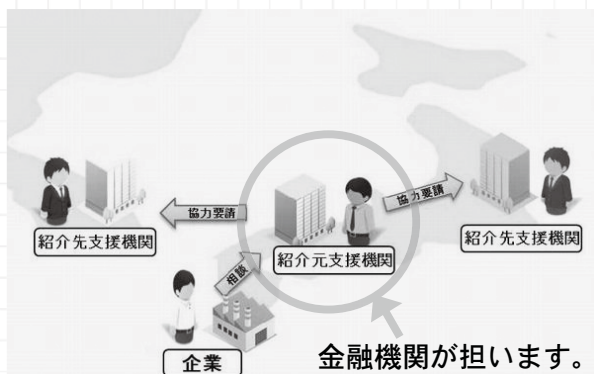 協力要請
協力要請
紹介先支援機関
紹介元支援機関
紹介先支援機関
相談
企業
金融機関が担います。